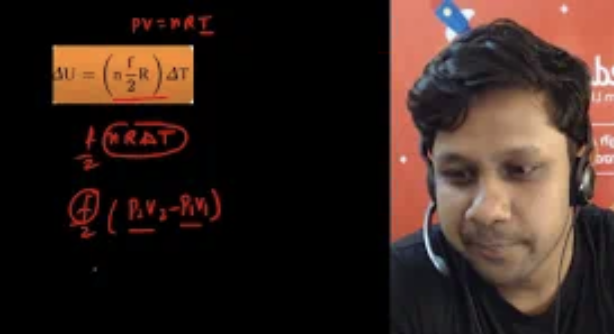 PV = nRT
ΔU = (n f/2 R) ΔT
f/2 nRΔT
f/2 (P₂V₂-P₁V₁)